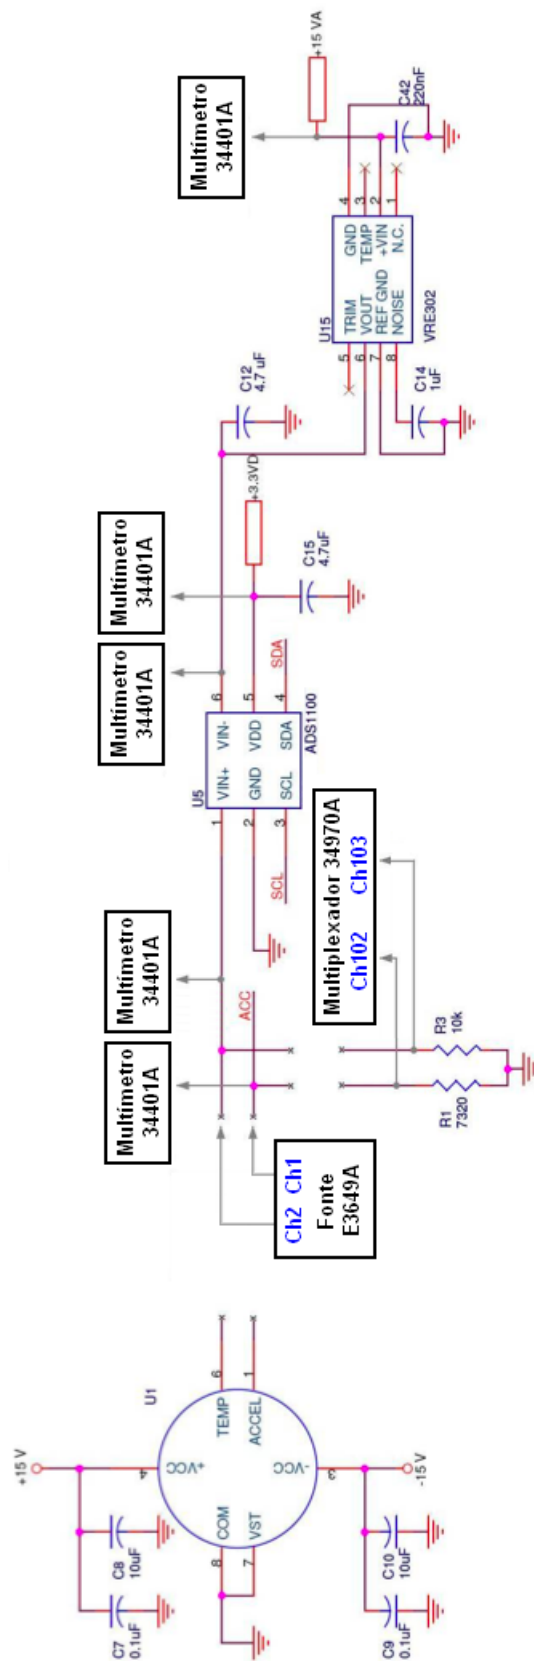 +15 V
C7
0.1uF
C8
10uF
U1
4
+VCC
8
COM
TEMP
6
7
VST
ACCEL
1
-VCC
3
C9
0.1uF
C10
10uF
-15 V
Ch2 Ch1
Fonte
E3649A
Multímetro
34401A
Multímetro
34401A
ACC
R1
7320
R3
10k
Multiplexador 34970A
Ch102 Ch103
U5
1
VIN+
VIN-
6
2
GND
VDD
5
SCL
3
SCL
SDA
4
SDA
ADS1100
Multímetro
34401A
Multímetro
34401A
+3.3VD
C15
4.7uF
C12
4.7 uF
U15
5
TRIM
GND
4
6
VOUT
TEMP
3
7
REF GND
+VIN
2
8
NOISE
N.C.
1
VRE302
C14
1uF
Multímetro
34401A
+15 VA
C42
220nF